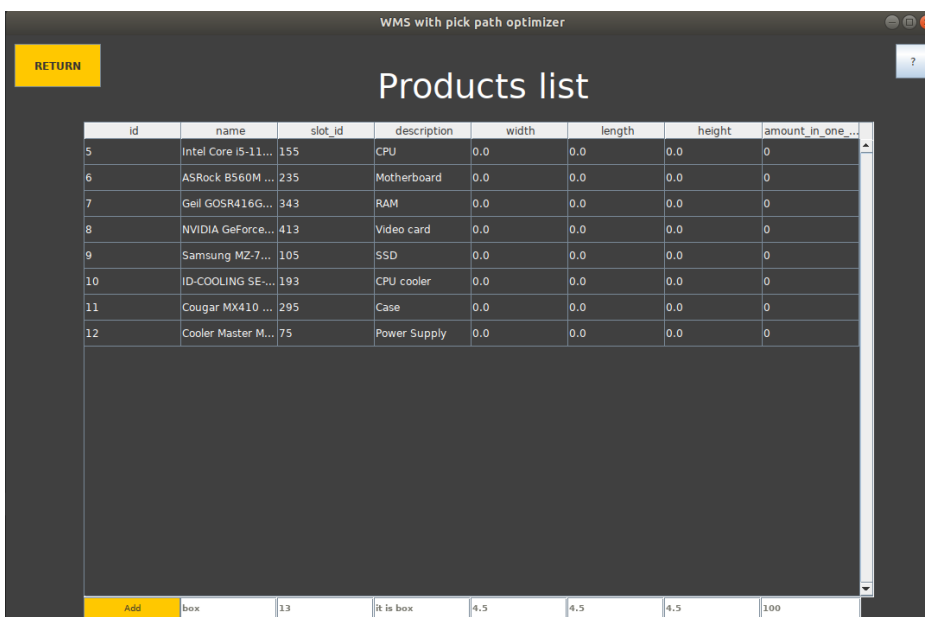 WMS with pick path optimizer
RETURN
?
Products list
id name slot_id description width length height amount_in_one_...
5 Intel Core i5-11... 155 CPU 0.0 0.0 0.0 0
6 ASRock B560M ... 235 Motherboard 0.0 0.0 0.0 0
7 Geil GOSR416G... 343 RAM 0.0 0.0 0.0 0
8 NVIDIA GeForce... 413 Video card 0.0 0.0 0.0 0
9 Samsung MZ-7... 105 SSD 0.0 0.0 0.0 0
10 ID-COOLING SE-... 193 CPU cooler 0.0 0.0 0.0 0
11 Cougar MX410 ... 295 Case 0.0 0.0 0.0 0
12 Cooler Master M... 75 Power Supply 0.0 0.0 0.0 0
Add box 13 it is box 4.5 4.5 4.5 100